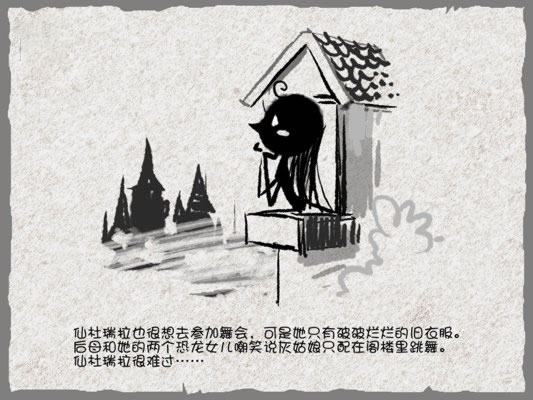 仙杜瑞拉也很想去参加舞会，可是她只有破破烂烂的旧衣服。
后母和她的两个恐龙女儿嘲笑说灰姑娘只配在阁楼里跳舞。
仙杜瑞拉很难过……